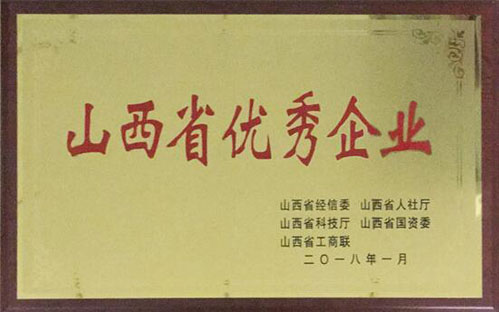 山西省优秀企业
山西省经信委 山西省人社厅
山西省科技厅 山西省国资委
山西省工商联
二〇一八年一月